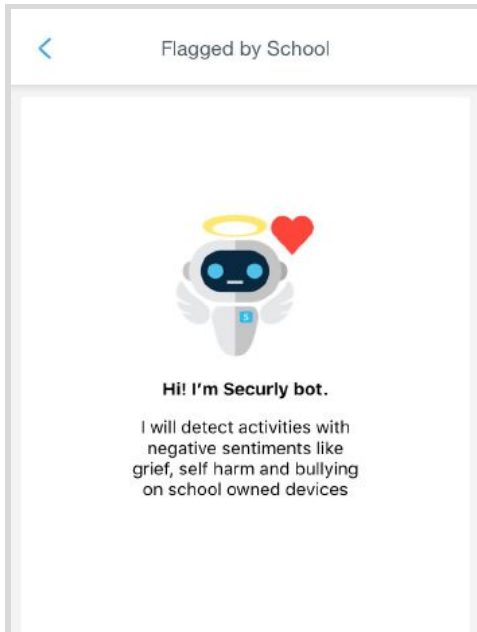 Flagged by School
S
Hi! I'm Securly bot.
I will detect activities with
negative sentiments like
grief, self harm and bullying
on school owned devices